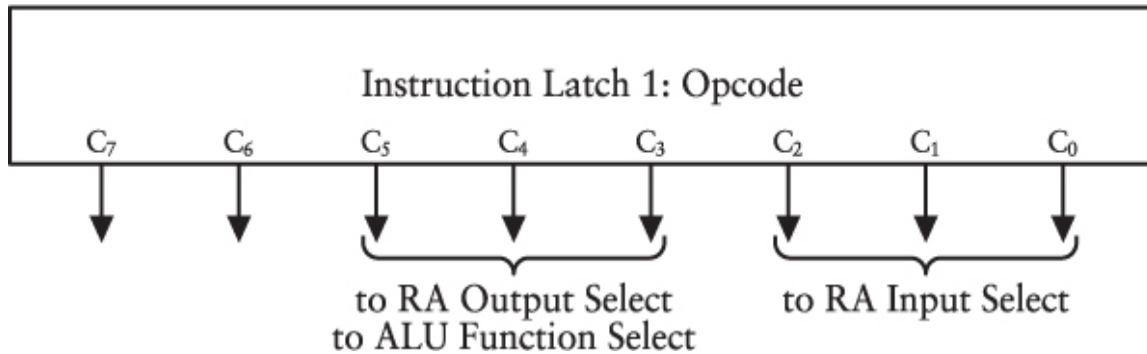 Instruction Latch 1: Opcode
C₇ C₆ C₅ C₄ C₃ C₂ C₁ C₀
to RA Output Select to RA Input Select
to ALU Function Select